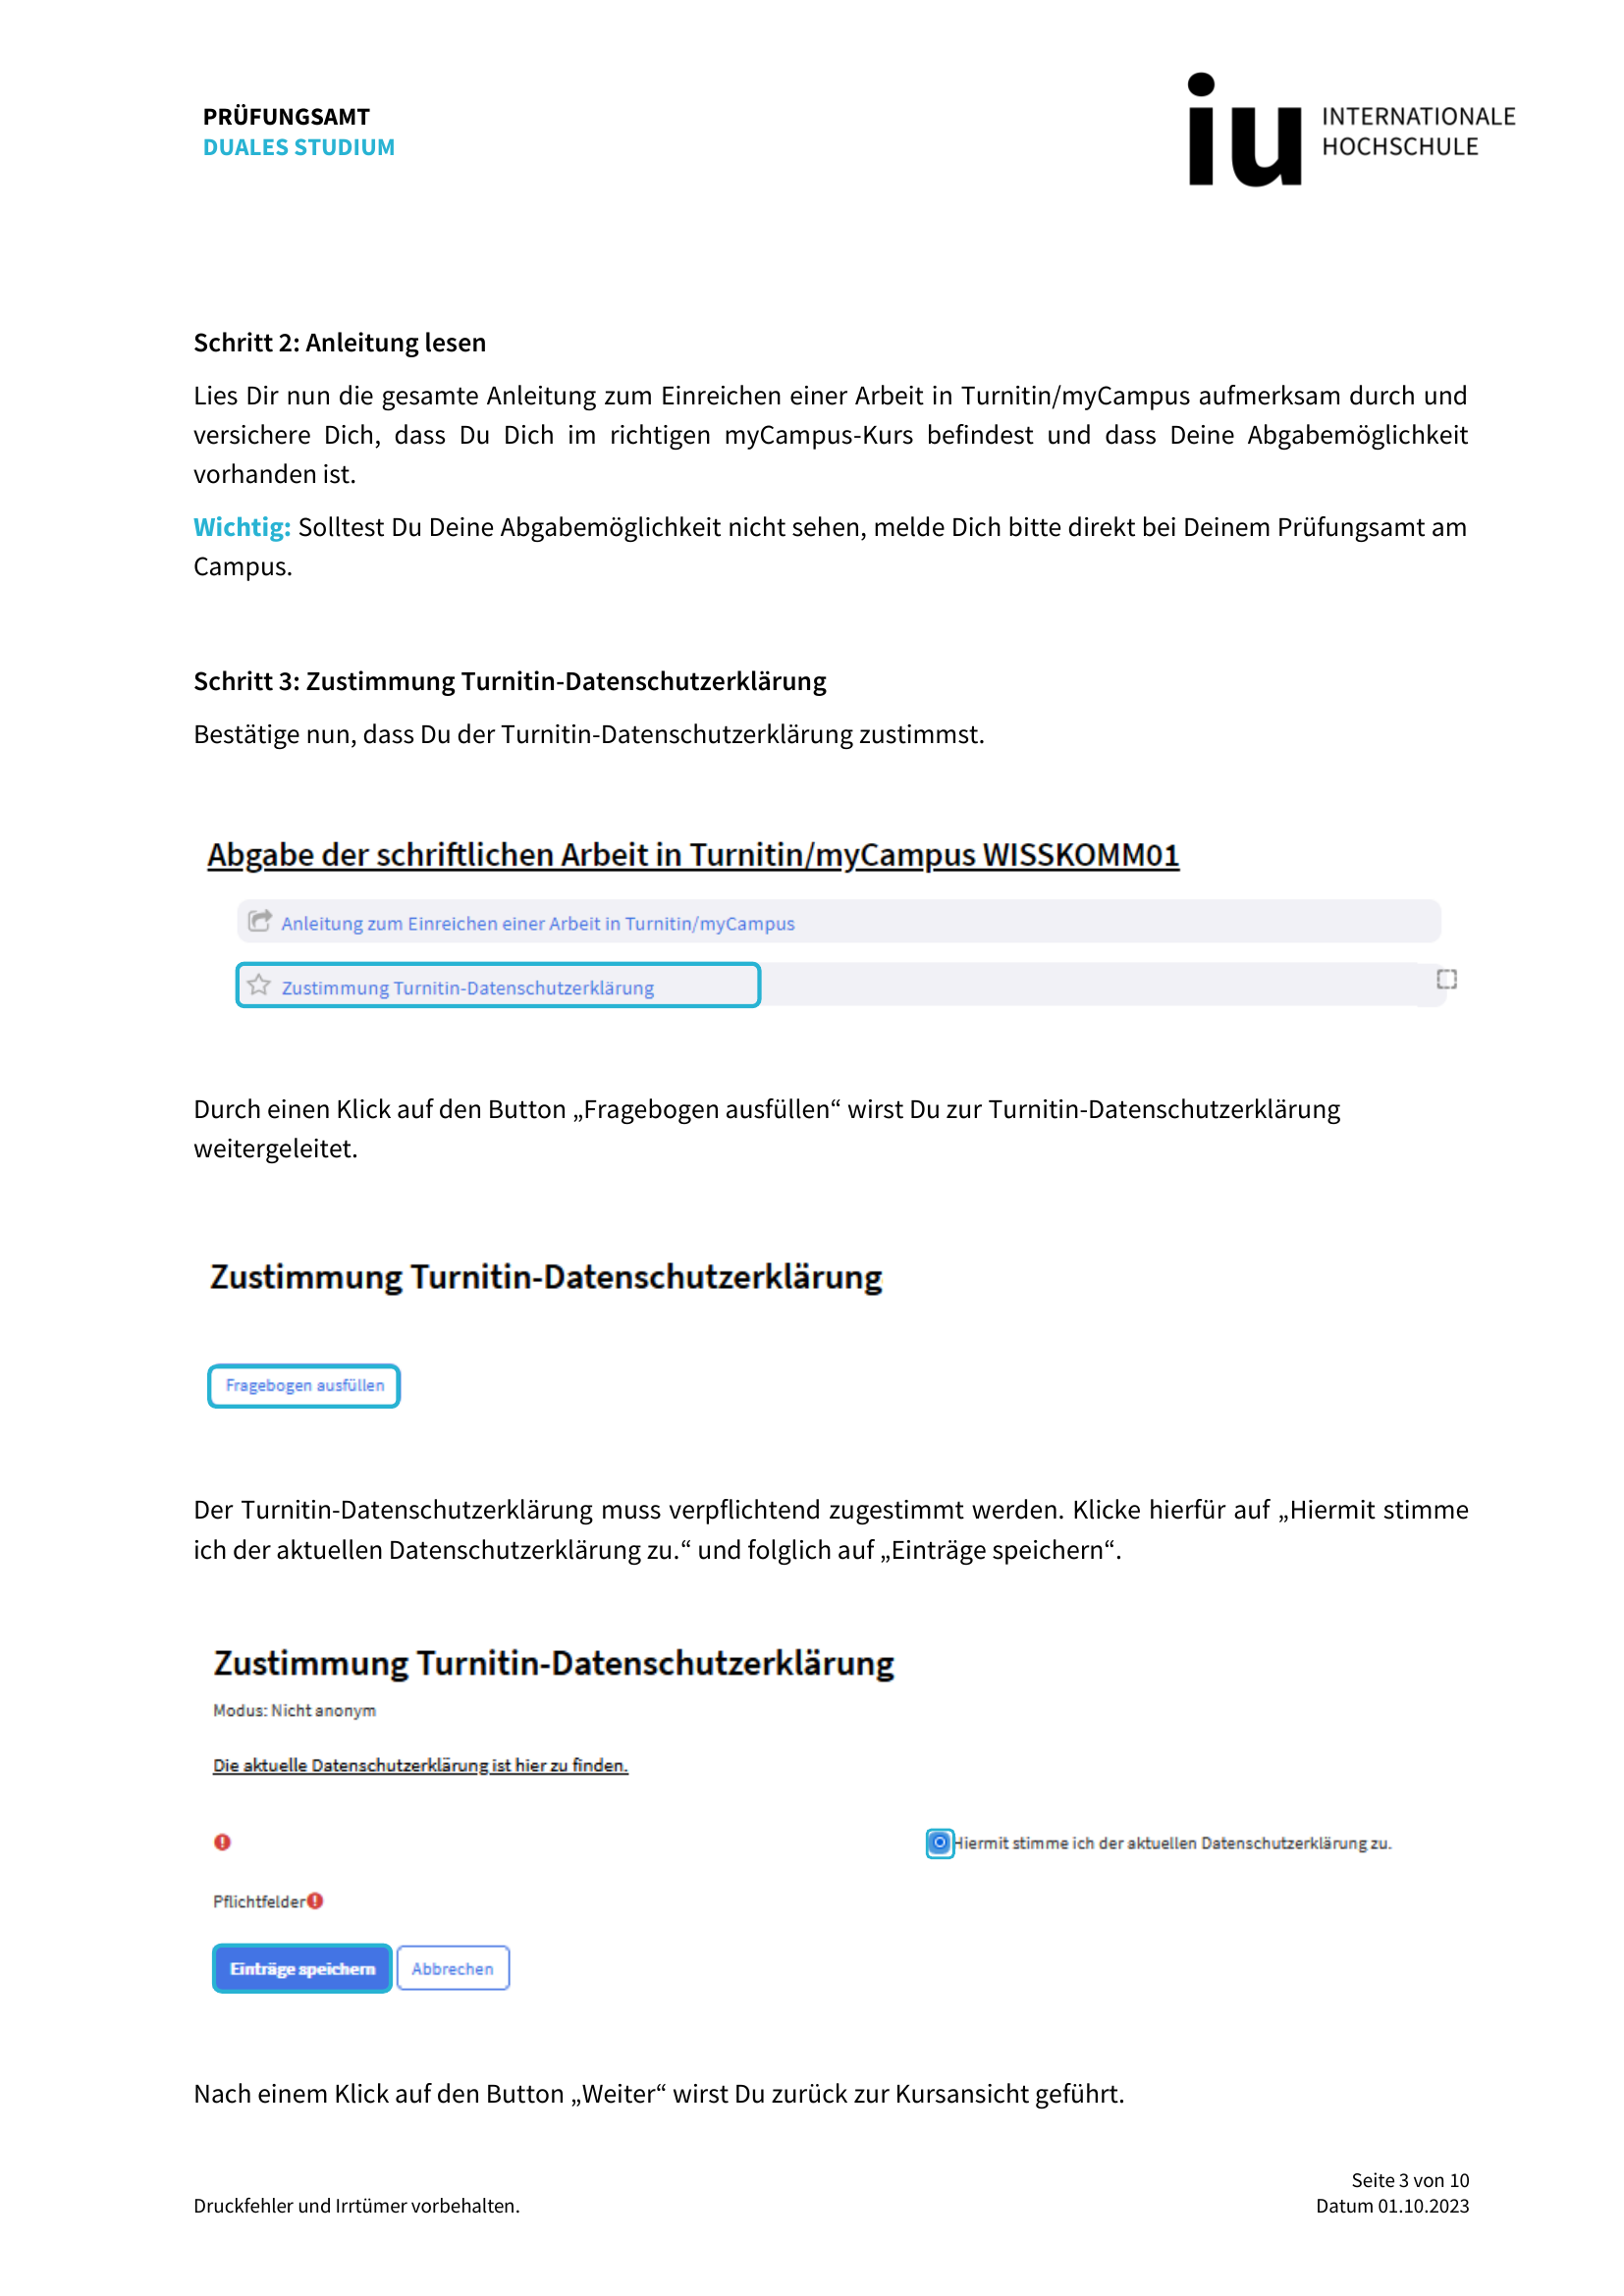 PRÜFUNGSAMT
DUALES STUDIUM
iu INTERNATIONALE
HOCHSCHULE
Schritt 2: Anleitung lesen
Lies Dir nun die gesamte Anleitung zum Einreichen einer Arbeit in Turnitin/myCampus aufmerksam durch und
versichere Dich, dass Du Dich im richtigen myCampus-Kurs befindest und dass Deine Abgabemöglichkeit
vorhanden ist.
Wichtig: Solltest Du Deine Abgabemöglichkeit nicht sehen, melde Dich bitte direkt bei Deinem Prüfungsamt am
Campus.
Schritt 3: Zustimmung Turnitin-Datenschutzerklärung
Bestätige nun, dass Du der Turnitin-Datenschutzerklärung zustimmst.
Abgabe der schriftlichen Arbeit in Turnitin/myCampus WISSKOMM01
Anleitung zum Einreichen einer Arbeit in Turnitin/myCampus
Zustimmung Turnitin-Datenschutzerklärung
Durch einen Klick auf den Button „Fragebogen ausfüllen“ wirst Du zur Turnitin-Datenschutzerklärung
weitergeleitet.
Zustimmung Turnitin-Datenschutzerklärung
Fragebogen ausfüllen
Der Turnitin-Datenschutzerklärung muss verpflichtend zugestimmt werden. Klicke hierfür auf „Hiermit stimme
ich der aktuellen Datenschutzerklärung zu.“ und folglich auf „Einträge speichern“.
Zustimmung Turnitin-Datenschutzerklärung
Modus: Nicht anonym
Die aktuelle Datenschutzerklärung ist hier zu finden.
Hiermit stimme ich der aktuellen Datenschutzerklärung zu.
Pflichtfelder
Einträge speichern Abbrechen
Nach einem Klick auf den Button „Weiter“ wirst Du zurück zur Kursansicht geführt.
Seite 3 von 10
Druckfehler und Irrtümer vorbehalten. Datum 01.10.2023